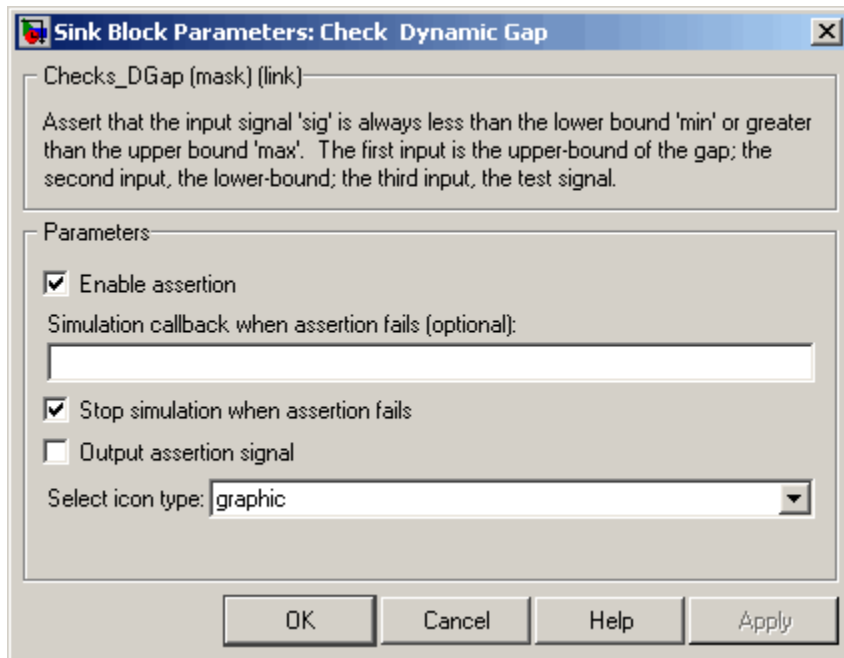 Sink Block Parameters: Check  Dynamic Gap
Checks_DGap (mask) (link)
Assert that the input signal 'sig' is always less than the lower bound 'min' or greater
than the upper bound 'max'.  The first input is the upper-bound of the gap; the
second input, the lower-bound; the third input, the test signal.
Parameters
Enable assertion
Simulation callback when assertion fails (optional):
Stop simulation when assertion fails
Output assertion signal
Select icon type: graphic
OK Cancel Help Apply